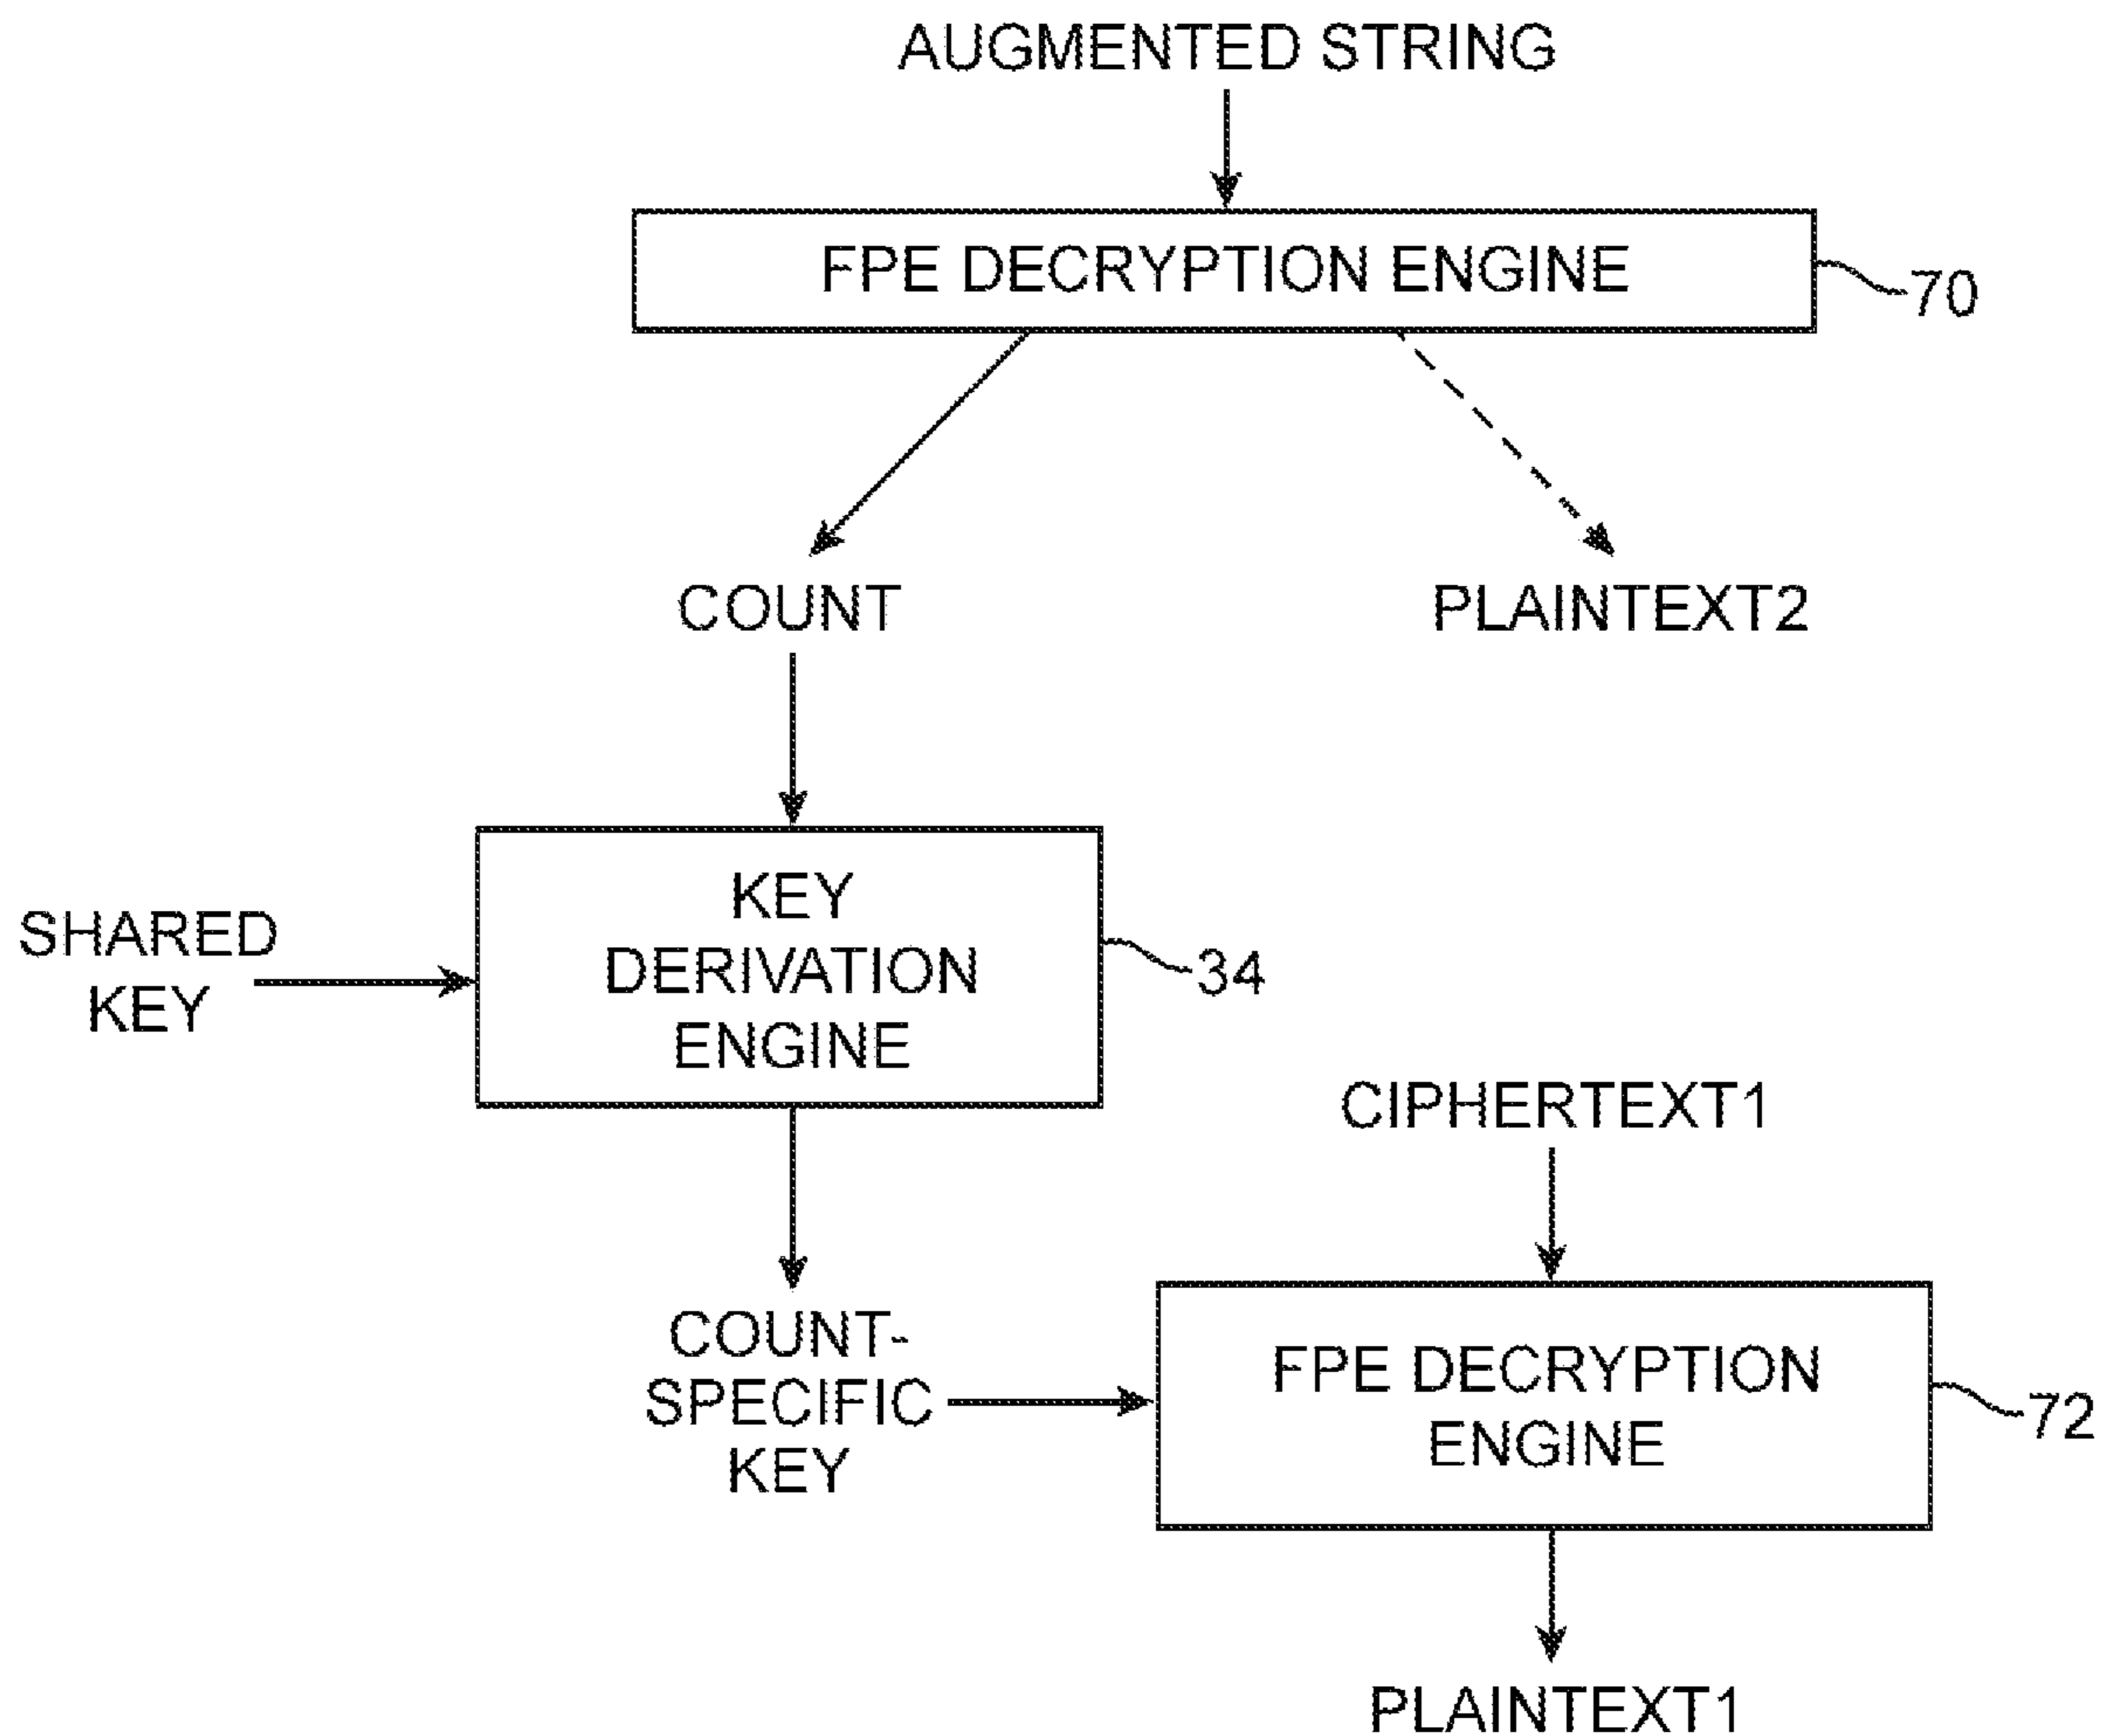 AUGMENTED STRING
FPE DECRYPTION ENGINE
70
COUNT
PLAINTEXT2
KEY
DERIVATION
ENGINE
34
SHARED
KEY
CIPHERTEXT1
COUNT-
SPECIFIC
KEY
FPE DECRYPTION
ENGINE
72
PLAINTEXT1